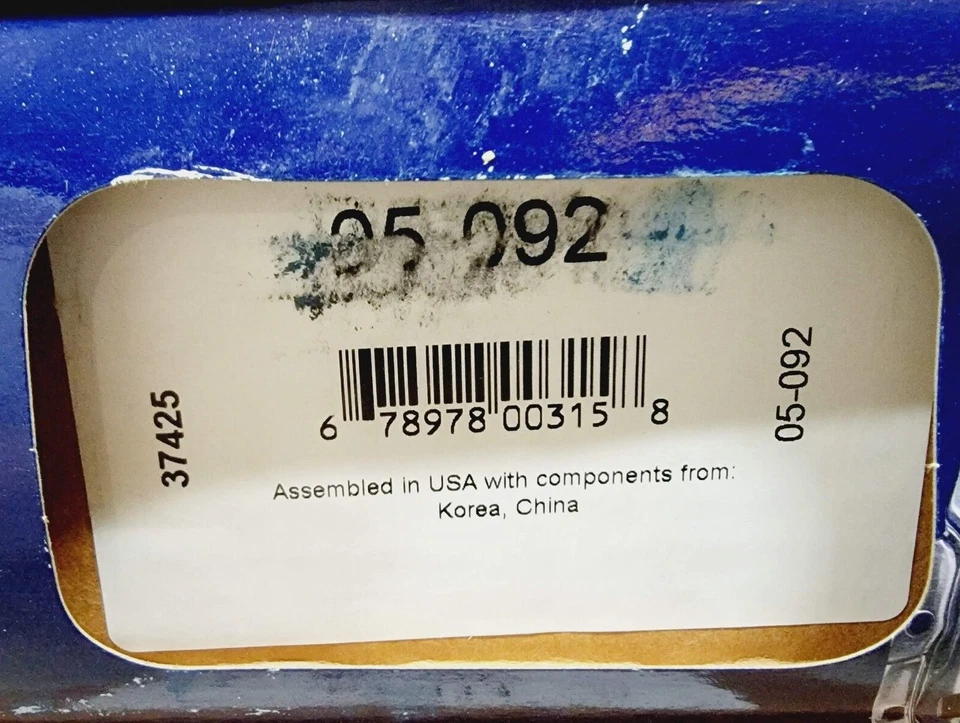 05-092
37425
6 78978 00315 8
05-092
Assembled in USA with components from:
Korea, China